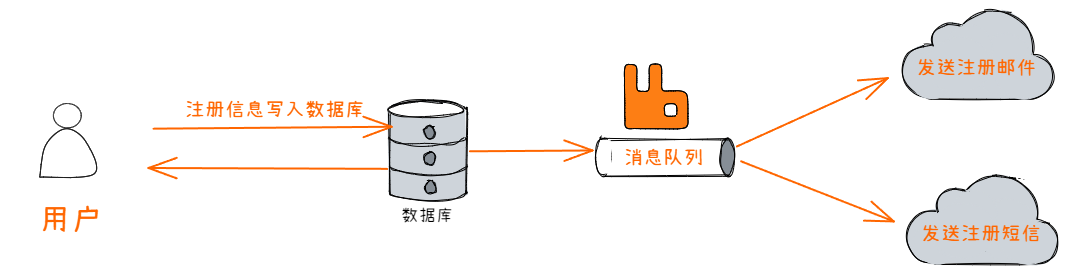 注册信息写入数据库
用户
数据库
消息队列
发送注册邮件
发送注册短信